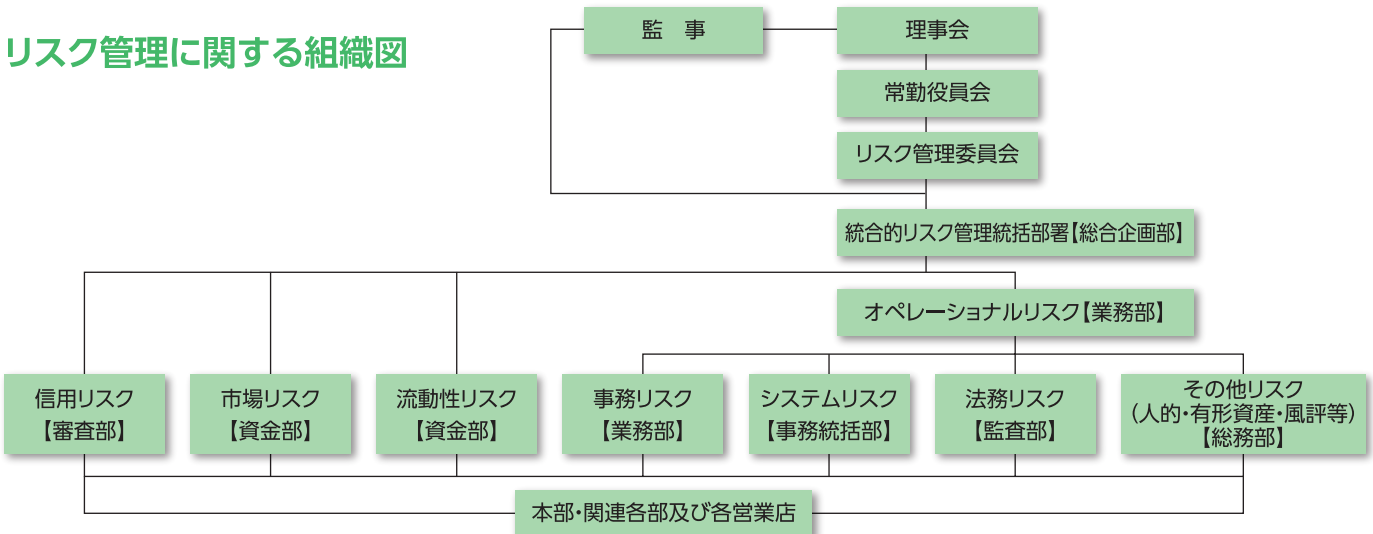 リスク管理に関する組織図
監 事
理事会
常勤役員会
リスク管理委員会
統合的リスク管理統括部署【総合企画部】
オペレーショナルリスク【業務部】
信用リスク
【審査部】
市場リスク
【資金部】
流動性リスク
【資金部】
事務リスク
【業務部】
システムリスク
【事務統括部】
法務リスク
【監査部】
その他リスク
（人的・有形資産・風評等）
【総務部】
本部・関連各部及び各営業店